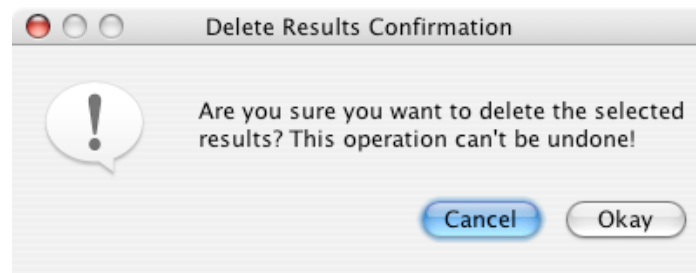 Delete Results Confirmation
Are you sure you want to delete the selected
results? This operation can't be undone!
Cancel Okay